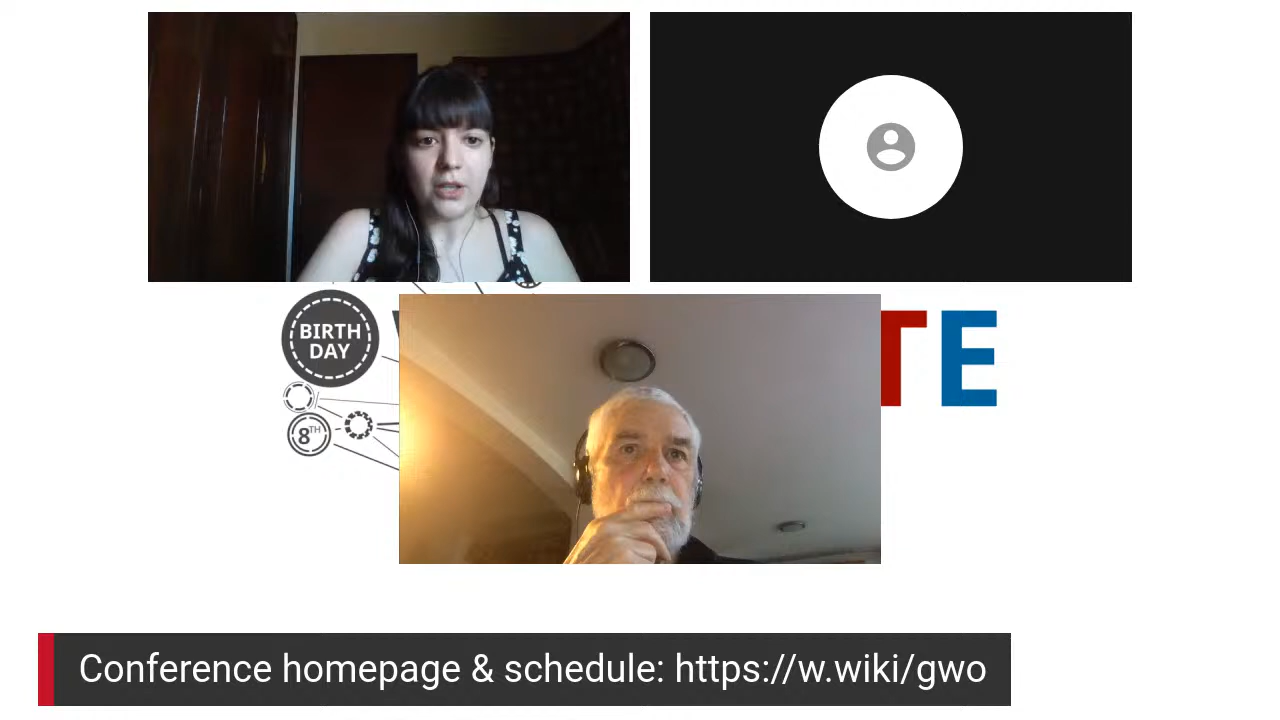 BIRTH
DAY
TE
8TH
Conference homepage & schedule: https://w.wiki/gwo